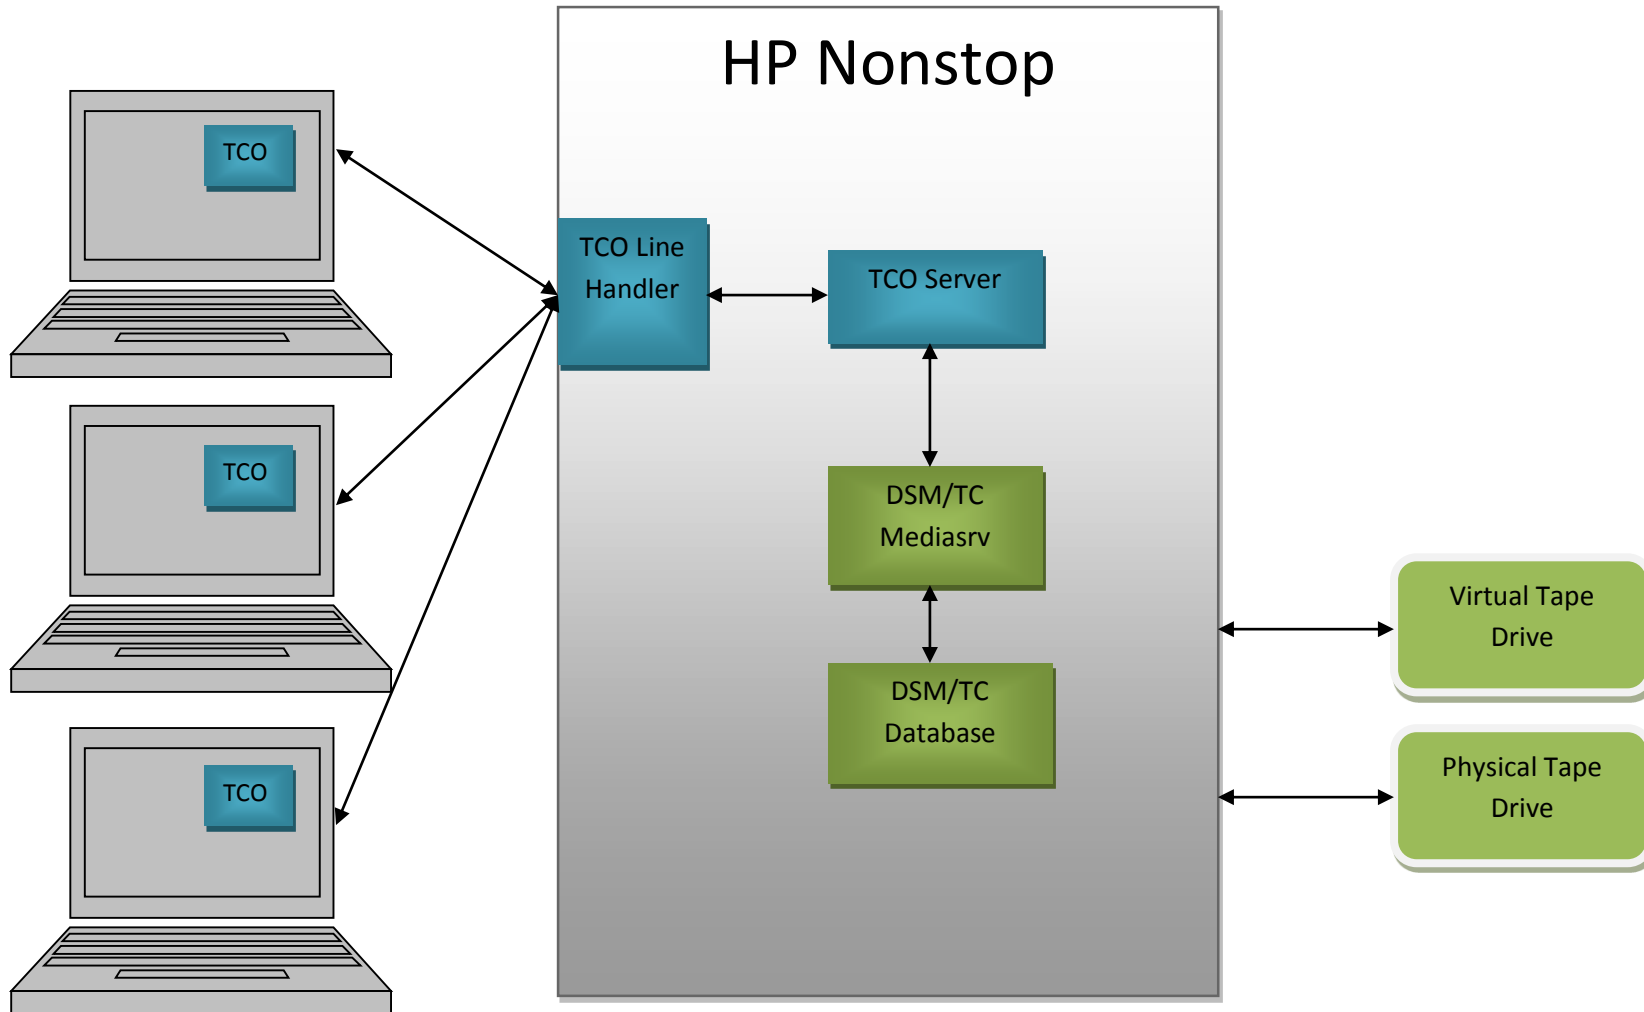 HP Nonstop
TCO
TCO
TCO
TCO Line
Handler
TCO Server
DSM/TC
Mediasrv
DSM/TC
Database
Virtual Tape
Drive
Physical Tape
Drive